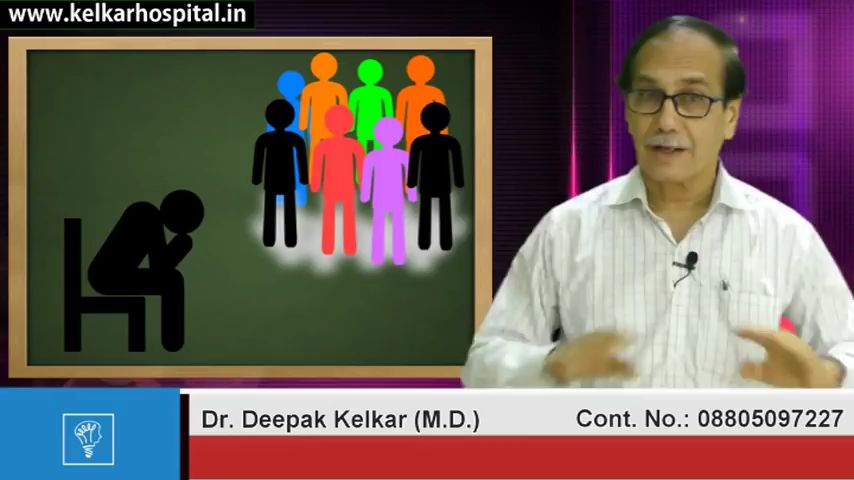 www.kelkarhospital.in
Dr. Deepak Kelkar (M.D.)
Cont. No.: 08805097227